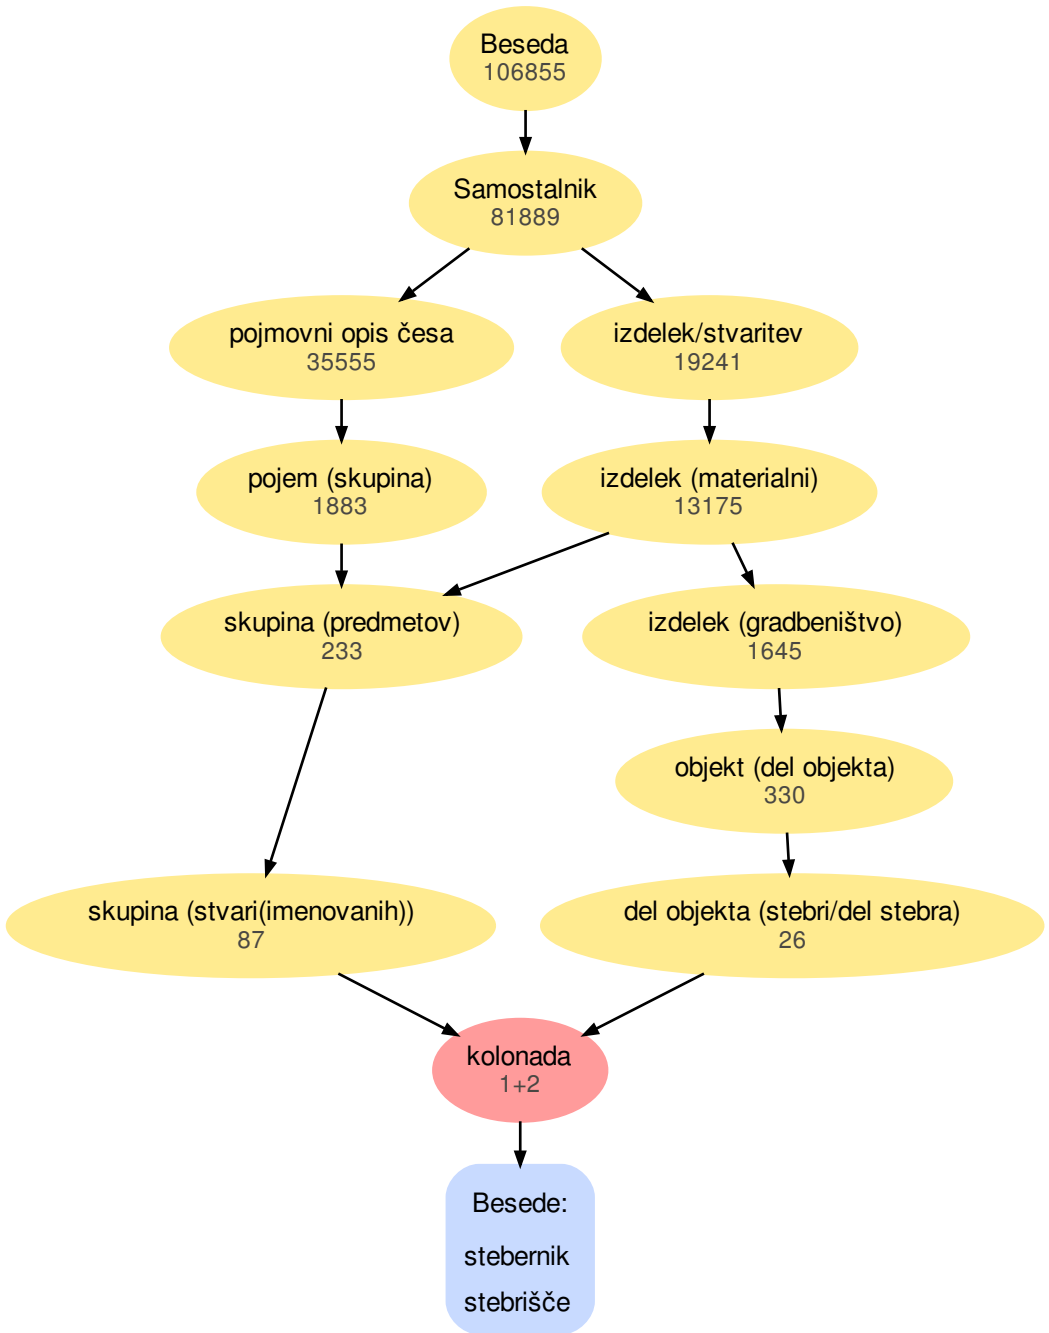 Beseda
106855
Samostalnik
81889
pojmovni opis česa
35555
izdelek/stvaritev
19241
pojem (skupina)
1883
izdelek (materialni)
13175
skupina (predmetov)
233
izdelek (gradbeništvo)
1645
objekt (del objekta)
330
skupina (stvari(imenovanih))
87
del objekta (stebri/del stebra)
26
kolonada
1+2
Besede:
stebernik
stebrišče